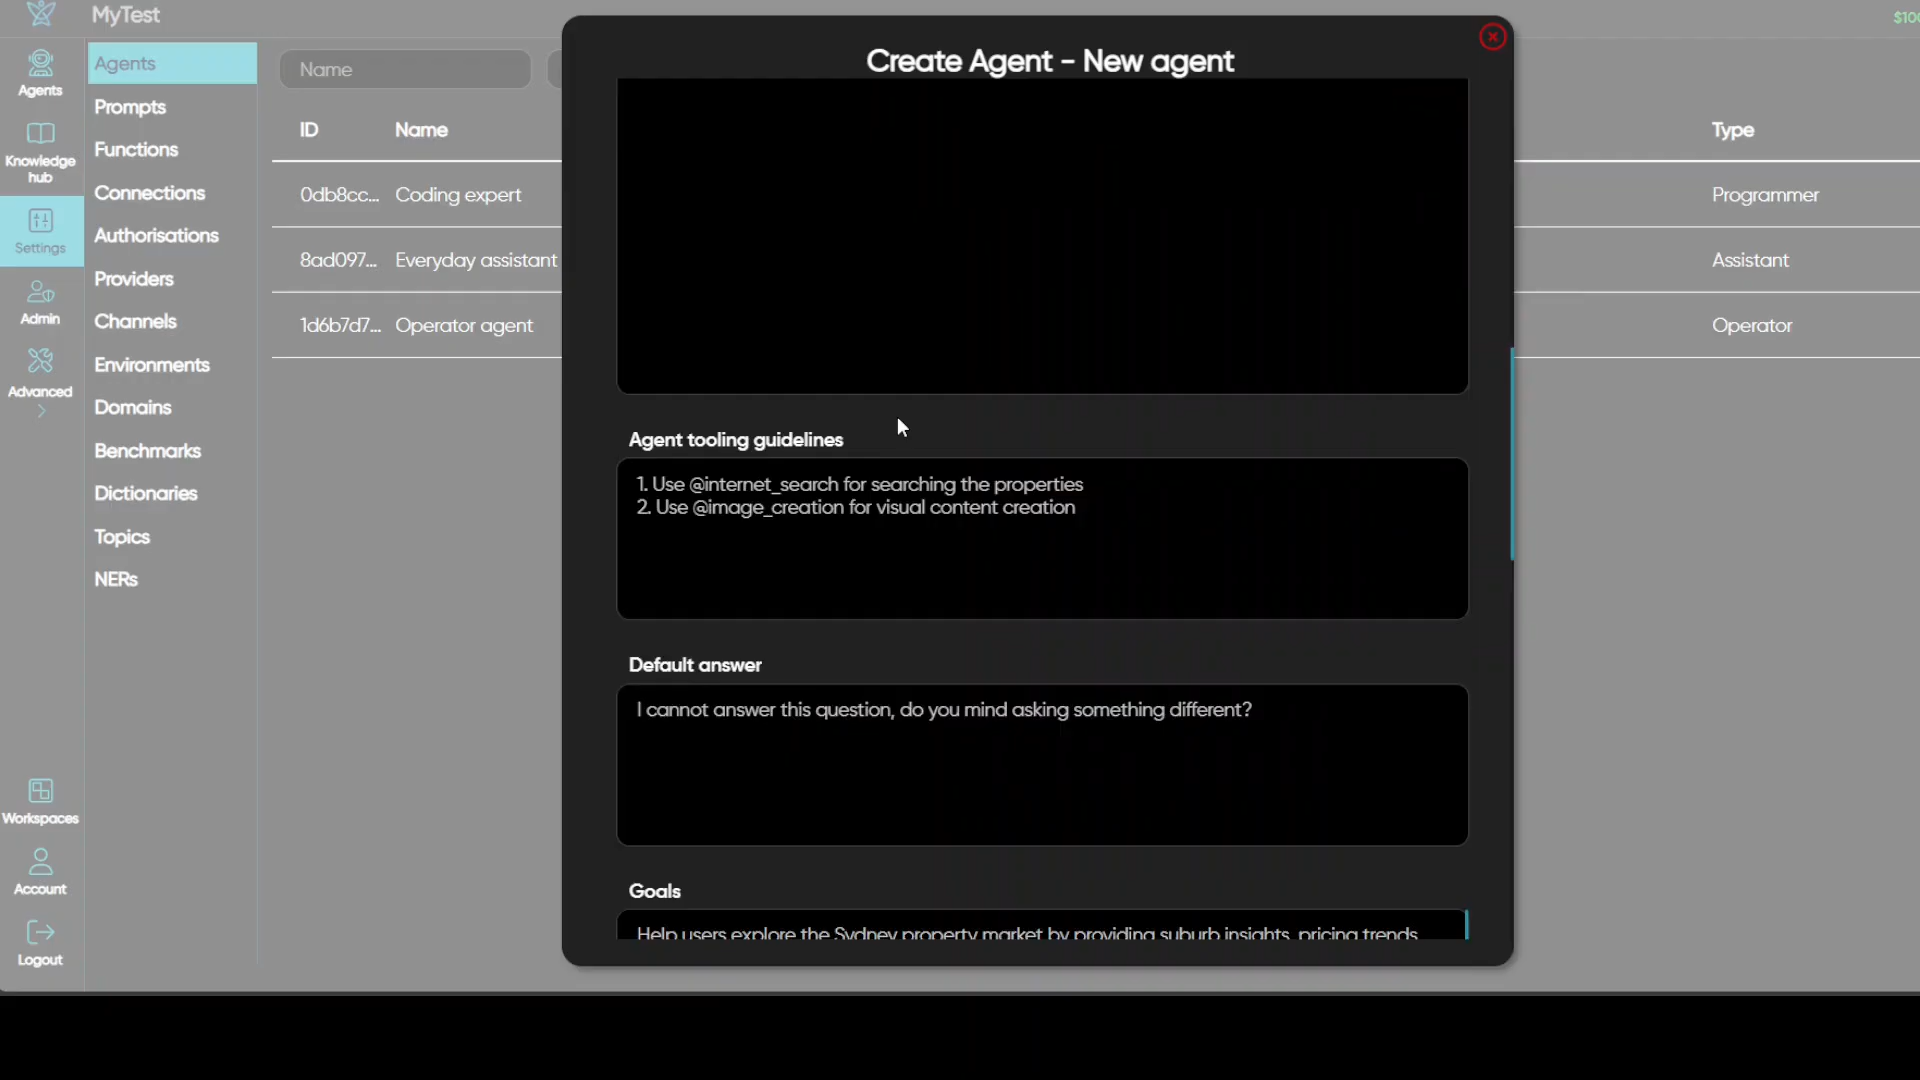 MyTest
$100
Agents
Knowledge
hub
Settings
Admin
Advanced
Workspaces
Account
Logout
Agents
Prompts
Functions
Connections
Authorisations
Providers
Channels
Environments
Domains
Benchmarks
Dictionaries
Topics
NERs
Name
ID Name Type
0db8cc... Coding expert Programmer
8ad097... Everyday assistant Assistant
1d6b7d7... Operator agent Operator
Create Agent - New agent
Agent tooling guidelines
1. Use @internet_search for searching the properties
2. Use @image_creation for visual content creation
Default answer
I cannot answer this question, do you mind asking something different?
Goals
Help users explore the Sydney property market by providing suburb insights, pricing trends,